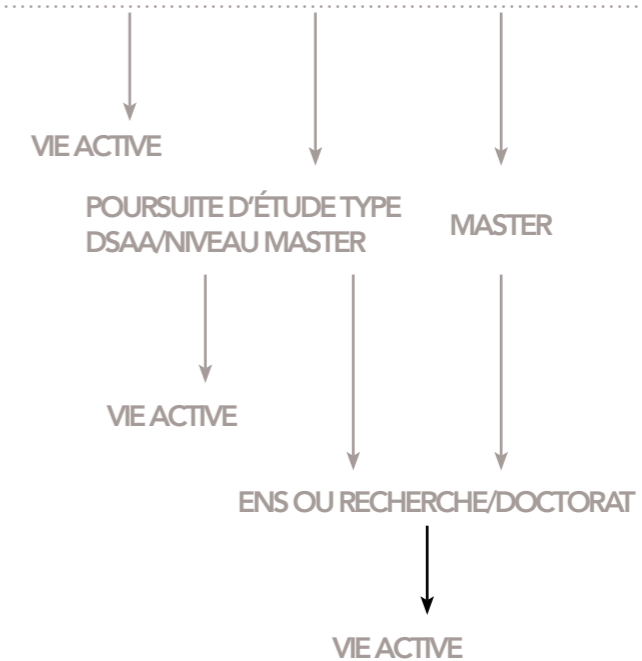 VIE ACTIVE
POURSUITE D'ÉTUDE TYPE
DSAA/NIVEAU MASTER
MASTER
VIE ACTIVE
ENS OU RECHERCHE/DOCTORAT
VIE ACTIVE